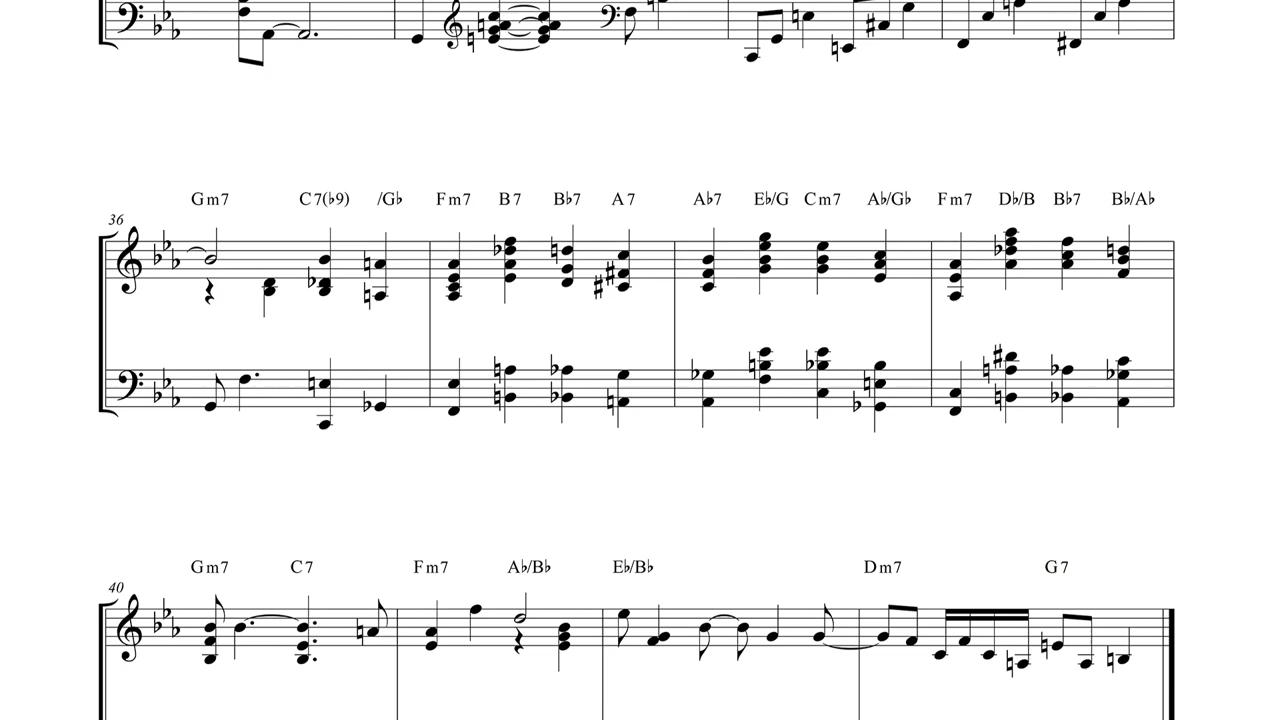 Gm7 C7(♭9) /G♭ Fm7 B7 B♭7 A7 A♭7 E♭/G Cm7 A♭/G♭ Fm7 D♭/B B♭7 B♭/A♭
36
Gm7 C7 Fm7 A♭/B♭ E♭/B♭ Dm7 G7
40